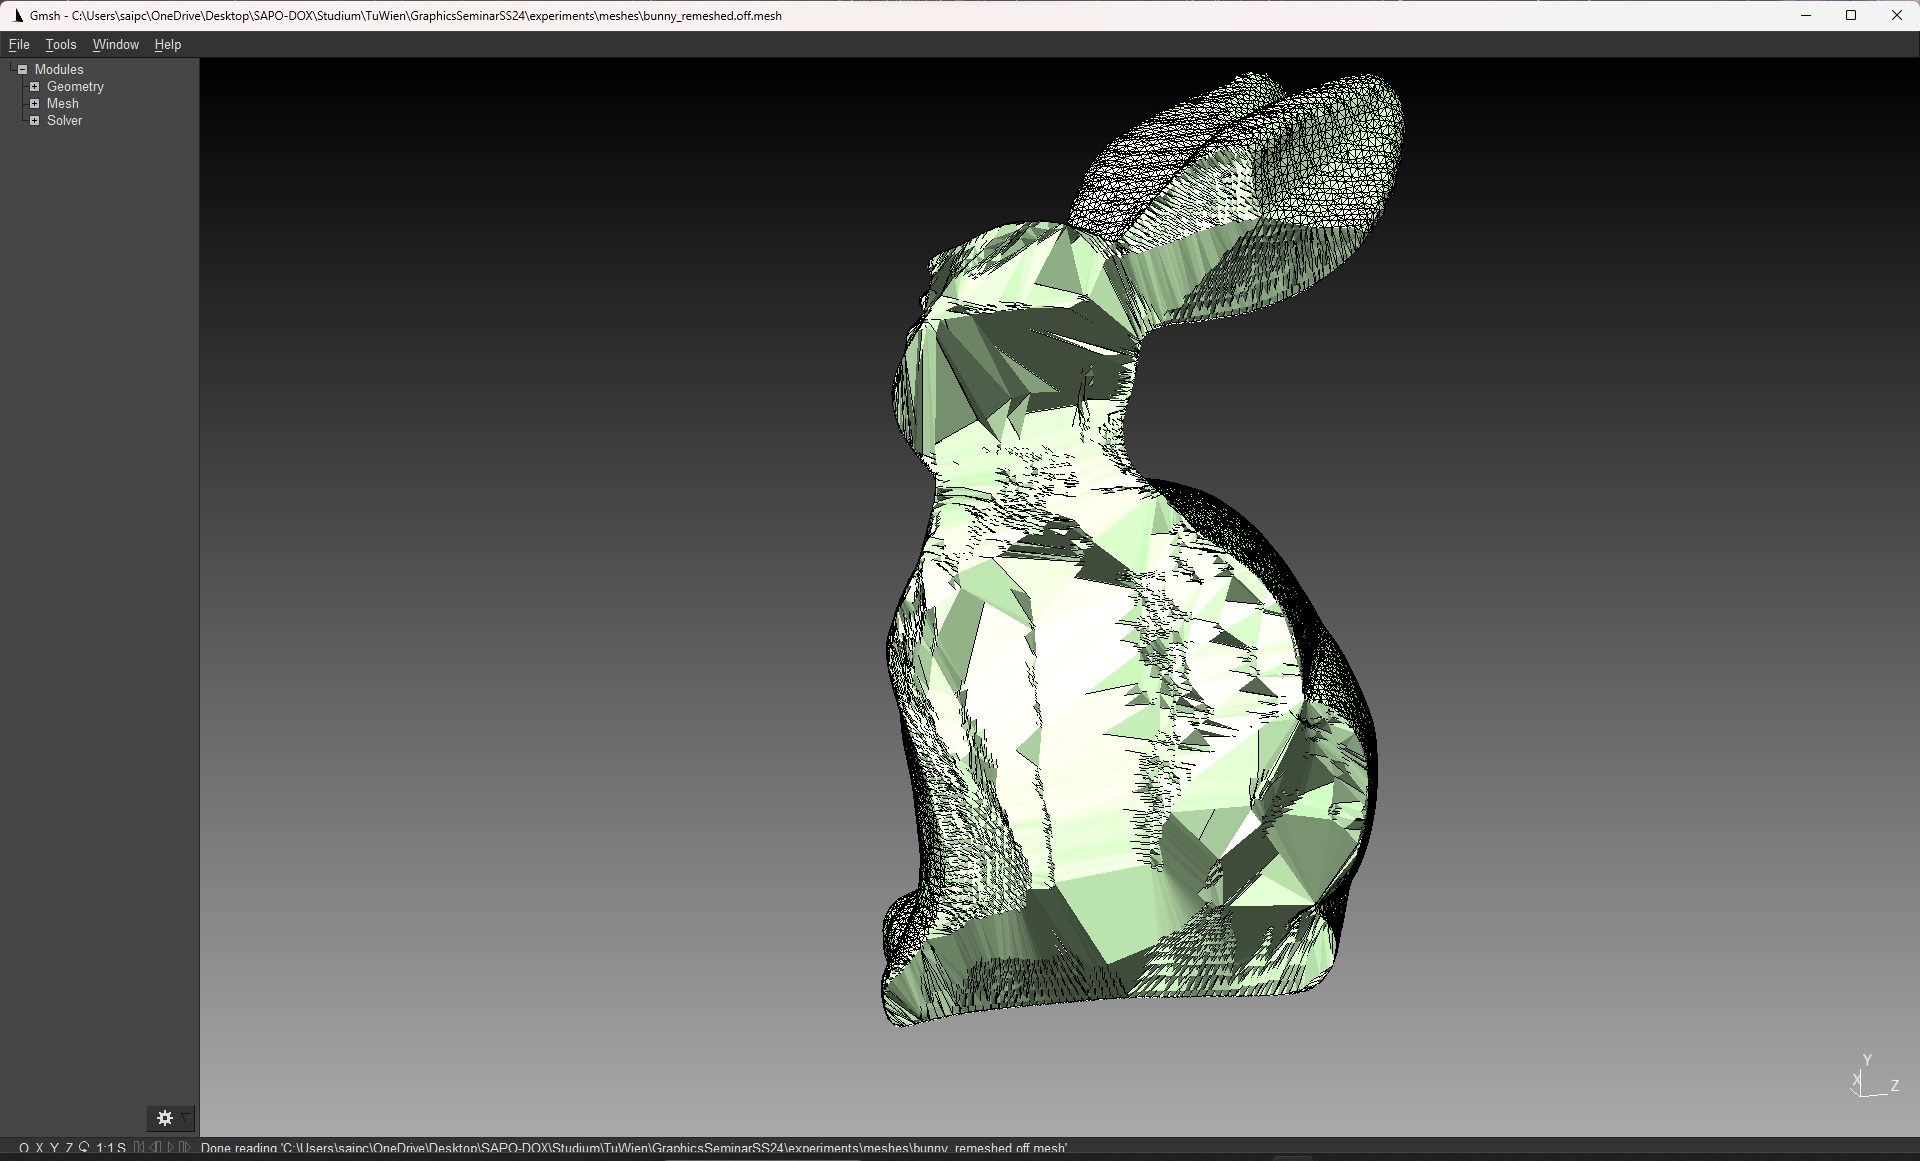 Gmsh - C:\Users\saipc\OneDrive\Desktop\SAPO-DOX\Studium\TuWien\GraphicsSeminarSS24\experiments\meshes\bunny_remeshed.off.mesh
File Tools Window Help
Modules
Geometry
Mesh
Solver
Y
X
Z
O X Y Z 1:1 S Done reading 'C:\Users\saipc\OneDrive\Desktop\SAPO-DOX\Studium\TuWien\GraphicsSeminarSS24\experiments\meshes\bunny_remeshed.off.mesh'